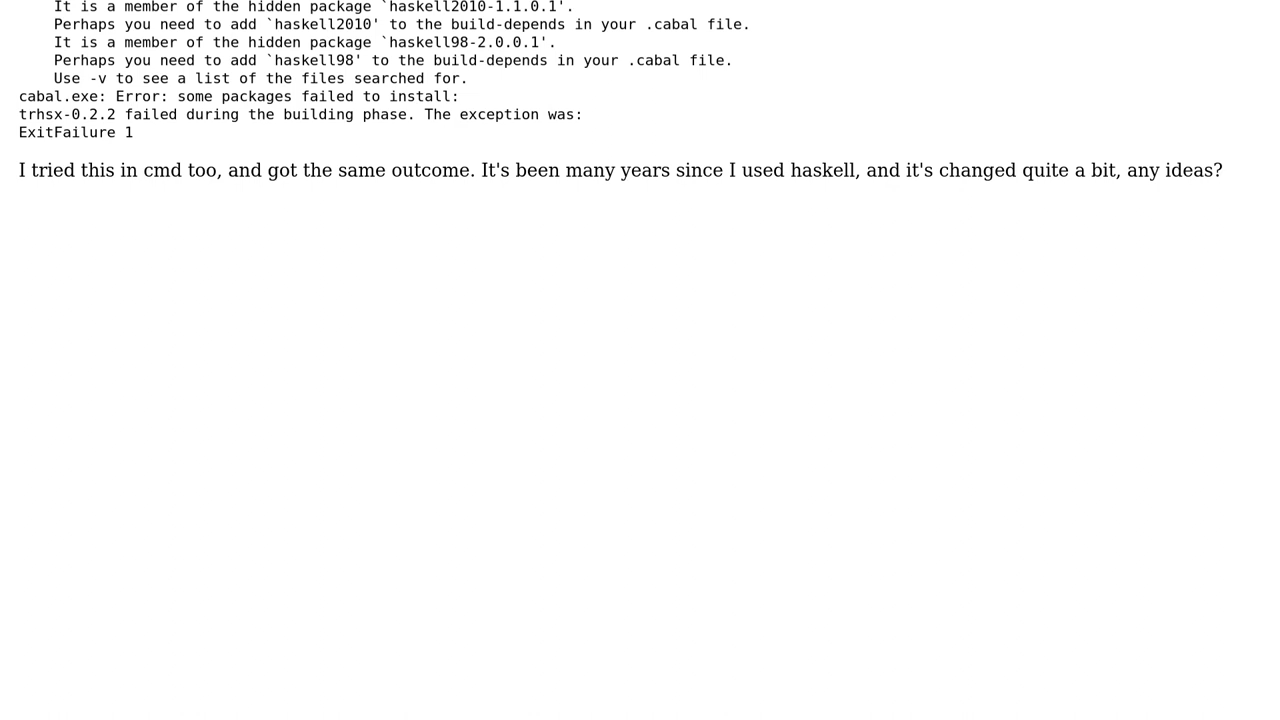 It is a member of the hidden package `haskell2010-1.1.0.1'.
Perhaps you need to add `haskell2010' to the build-depends in your .cabal file.
It is a member of the hidden package `haskell98-2.0.0.1'.
Perhaps you need to add `haskell98' to the build-depends in your .cabal file.
Use -v to see a list of the files searched for.
cabal.exe: Error: some packages failed to install:
trhsx-0.2.2 failed during the building phase. The exception was:
ExitFailure 1
I tried this in cmd too, and got the same outcome. It's been many years since I used haskell, and it's changed quite a bit, any ideas?